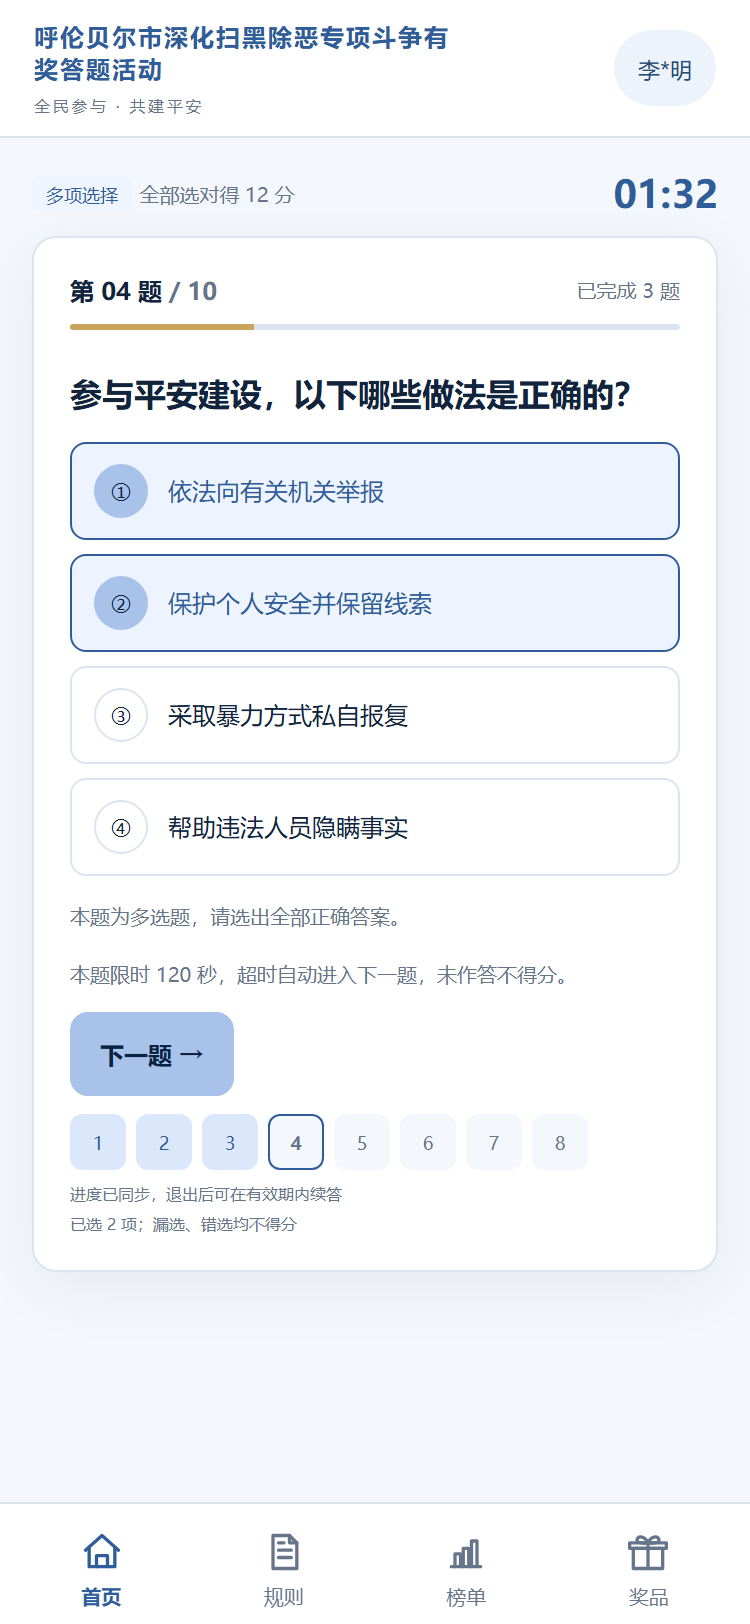 呼伦贝尔市深化扫黑除恶专项斗争有
奖答题活动
全民参与 · 共建平安
李*明
多项选择 全部选对得 12 分
01:32
第 04 题 / 10
已完成 3 题
参与平安建设，以下哪些做法是正确的？
① 依法向有关机关举报
② 保护个人安全并保留线索
③ 采取暴力方式私自报复
④ 帮助违法人员隐瞒事实
本题为多选题，请选出全部正确答案。
本题限时 120 秒，超时自动进入下一题，未作答不得分。
下一题 →
1 2 3 4 5 6 7 8
进度已同步，退出后可在有效期内续答
已选 2 项；漏选、错选均不得分
首页 规则 榜单 奖品